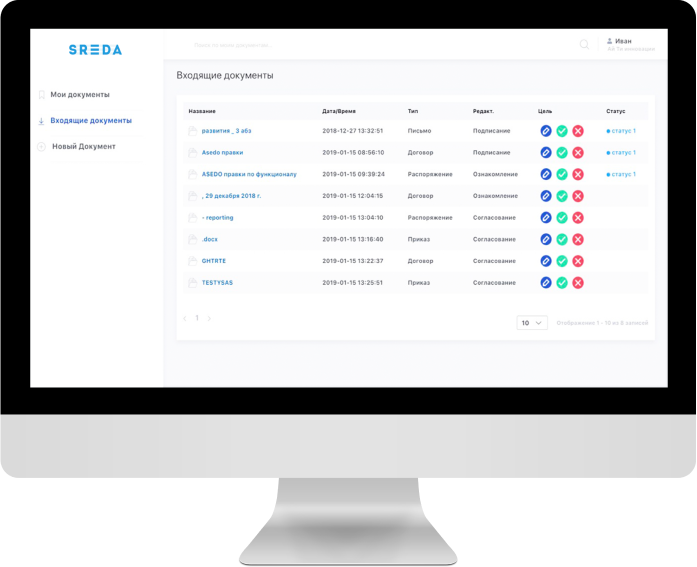 SREDA
Поиск по моим документам...
Иван
Мои документы
Входящие документы
Новый Документ
Входящие документы
Название Дата/Время Тип Редакт. Цель Статус
развития _ 3 абз 2018-12-27 13:32:51 Письмо Подписание статус 1
Asedo правки 2019-01-15 08:56:10 Договор Подписание статус 1
ASEDO правки по функционалу 2019-01-15 09:39:24 Распоряжение Ознакомление статус 1
, 29 декабря 2018 г. 2019-01-15 12:04:15 Договор Ознакомление
- reporting 2019-01-15 13:04:10 Распоряжение Согласование
.docx 2019-01-15 13:16:40 Приказ Согласование
GHTRTE 2019-01-15 13:22:37 Договор Согласование
TESTYSAS 2019-01-15 13:25:51 Приказ Согласование
1
10 Отображение 1 - 10 из 8 записей